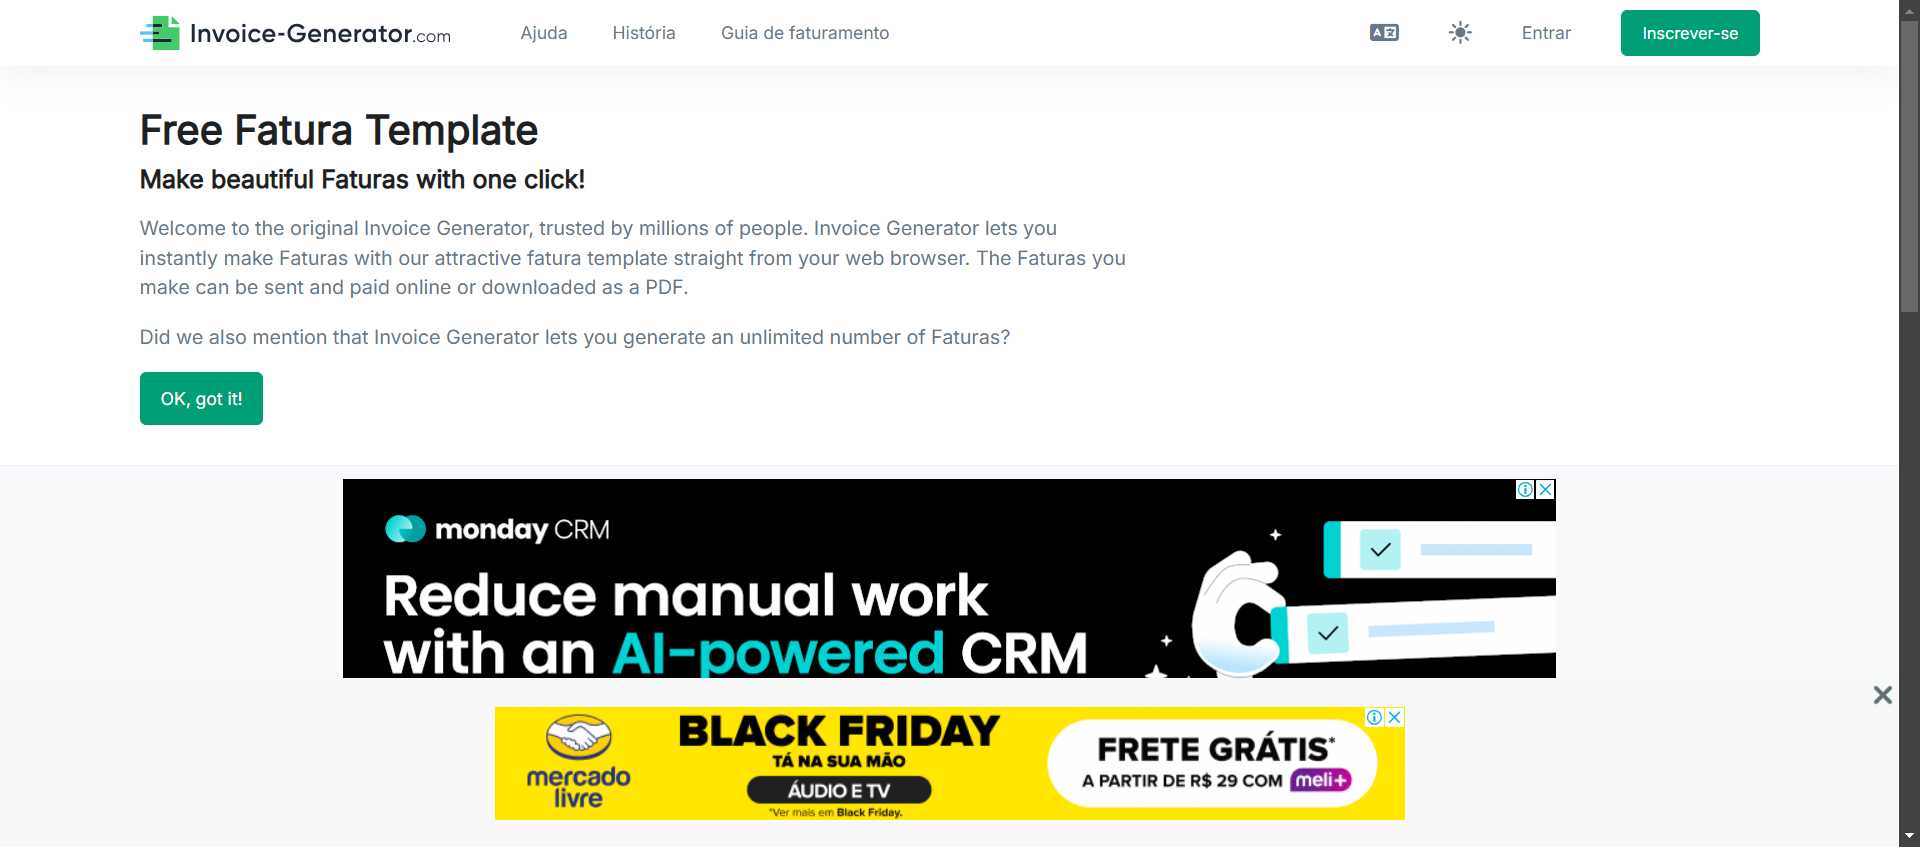 Invoice-Generator.com
Ajuda
História
Guia de faturamento
Entrar
Inscrever-se
Free Fatura Template
Make beautiful Faturas with one click!
Welcome to the original Invoice Generator, trusted by millions of people. Invoice Generator lets you
instantly make Faturas with our attractive fatura template straight from your web browser. The Faturas you
make can be sent and paid online or downloaded as a PDF.
Did we also mention that Invoice Generator lets you generate an unlimited number of Faturas?
OK, got it!
monday CRM
Reduce manual work
with an AI-powered CRM
mercado
livre
BLACK FRIDAY
TÁ NA SUA MÃO
ÁUDIO E TV
*Ver mais em Black Friday.
FRETE GRÁTIS*
A PARTIR DE R$ 29 COM meli+